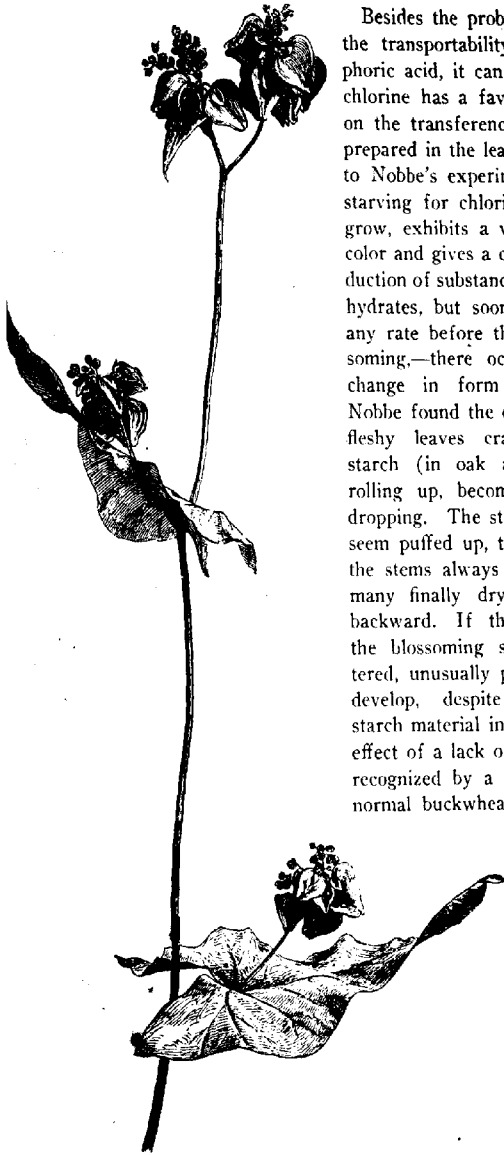 Besides the prob
the transportability
phoric acid, it can
chlorine has a fav
on the transference
prepared in the lea
to Nobbe's experin
starving for chlori
grow, exhibits a v
color and gives a c
duction of substanc
hydrates, but soon
any rate before th
soming,—there oc
change in form
Nobbe found the c
fleshy leaves cra
starch (in oak a
rolling up, becom
dropping. The st
seem puffed up, t
the stems always
many finally dry
backward. If th
the blossoming s
tered, unusually p
develop, despite
starch material in
effect of a lack o
recognized by a
normal buckwhea